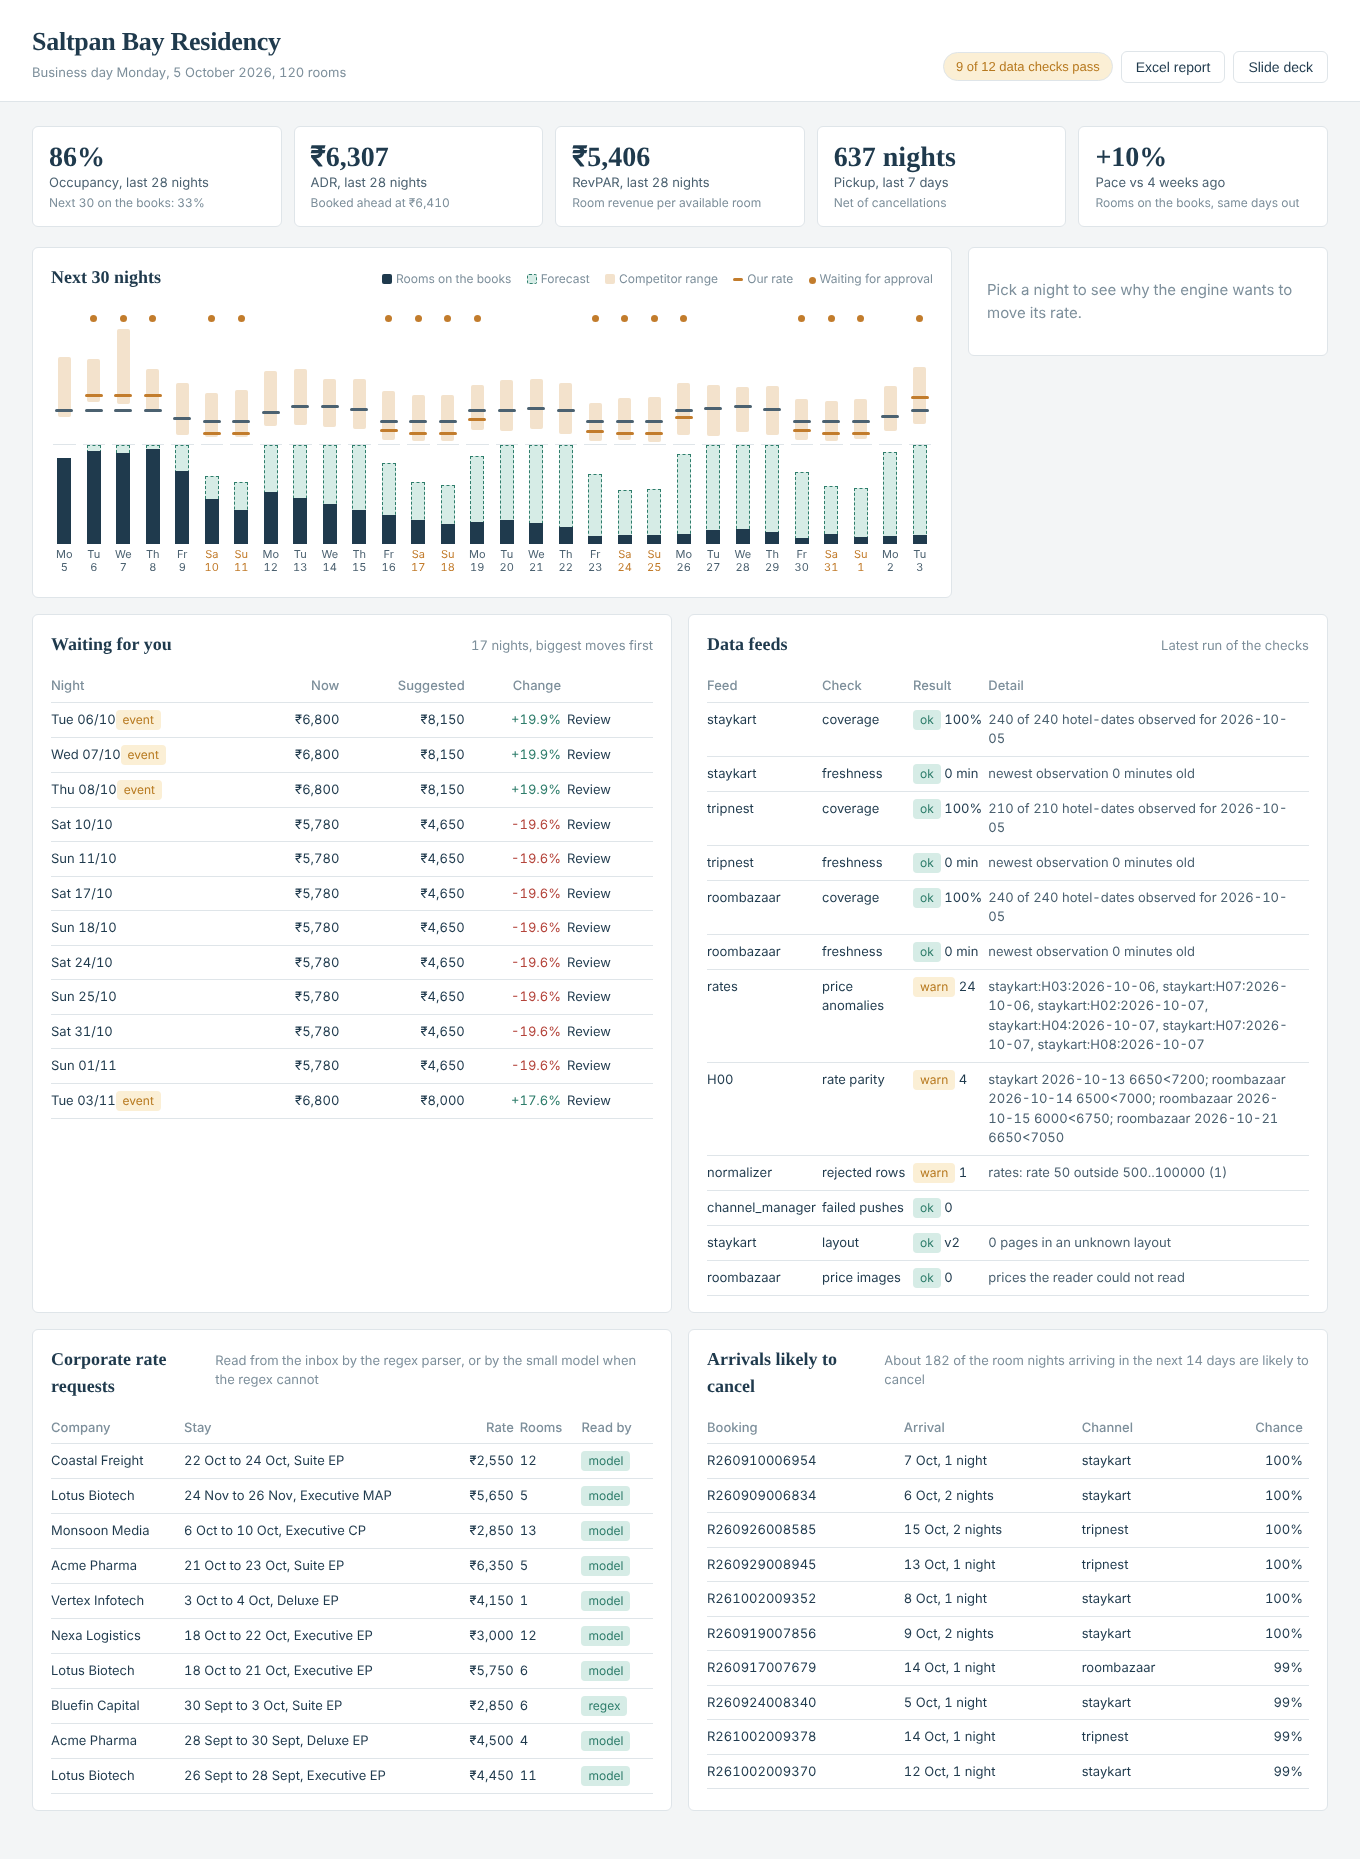 Saltpan Bay Residency
Business day Monday, 5 October 2026, 120 rooms
9 of 12 data checks pass
Excel report
Slide deck
86%
Occupancy, last 28 nights
Next 30 on the books: 33%
₹6,307
ADR, last 28 nights
Booked ahead at ₹6,410
₹5,406
RevPAR, last 28 nights
Room revenue per available room
637 nights
Pickup, last 7 days
Net of cancellations
+10%
Pace vs 4 weeks ago
Rooms on the books, same days out
Next 30 nights
Rooms on the books Forecast Competitor range Our rate Waiting for approval
Mo Tu We Th Fr Sa Su Mo Tu We Th Fr Sa Su Mo Tu We Th Fr Sa Su Mo Tu We Th Fr Sa Su Mo Tu
5 6 7 8 9 10 11 12 13 14 15 16 17 18 19 20 21 22 23 24 25 26 27 28 29 30 31 1 2 3
Pick a night to see why the engine wants to
move its rate.
Waiting for you
17 nights, biggest moves first
Night Now Suggested Change
Tue 06/10 event ₹6,800 ₹8,150 +19.9% Review
Wed 07/10 event ₹6,800 ₹8,150 +19.9% Review
Thu 08/10 event ₹6,800 ₹8,150 +19.9% Review
Sat 10/10 ₹5,780 ₹4,650 -19.6% Review
Sun 11/10 ₹5,780 ₹4,650 -19.6% Review
Sat 17/10 ₹5,780 ₹4,650 -19.6% Review
Sun 18/10 ₹5,780 ₹4,650 -19.6% Review
Sat 24/10 ₹5,780 ₹4,650 -19.6% Review
Sun 25/10 ₹5,780 ₹4,650 -19.6% Review
Sat 31/10 ₹5,780 ₹4,650 -19.6% Review
Sun 01/11 ₹5,780 ₹4,650 -19.6% Review
Tue 03/11 event ₹6,800 ₹8,000 +17.6% Review
Data feeds
Latest run of the checks
Feed Check Result Detail
staykart coverage ok 100% 240 of 240 hotel-dates observed for 2026-10-
05
staykart freshness ok 0 min newest observation 0 minutes old
tripnest coverage ok 100% 210 of 210 hotel-dates observed for 2026-10-
05
tripnest freshness ok 0 min newest observation 0 minutes old
roombazaar coverage ok 100% 240 of 240 hotel-dates observed for 2026-10-
05
roombazaar freshness ok 0 min newest observation 0 minutes old
rates price warn 24 staykart:H03:2026-10-06, staykart:H07:2026-
anomalies 10-06, staykart:H02:2026-10-07,
staykart:H04:2026-10-07, staykart:H07:2026-
10-07, staykart:H08:2026-10-07
H00 rate parity warn 4 staykart 2026-10-13 6650<7200; roombazaar
2026-10-14 6500<7000; roombazaar 2026-
10-15 6000<6750; roombazaar 2026-10-21
6650<7050
normalizer rejected rows warn 1 rates: rate 50 outside 500..100000 (1)
channel_manager failed pushes ok 0
staykart layout ok v2 0 pages in an unknown layout
roombazaar price images ok 0 prices the reader could not read
Corporate rate
requests
Read from the inbox by the regex parser, or by the small model when
the regex cannot
Company Stay Rate Rooms Read by
Coastal Freight 22 Oct to 24 Oct, Suite EP ₹2,550 12 model
Lotus Biotech 24 Nov to 26 Nov, Executive MAP ₹5,650 5 model
Monsoon Media 6 Oct to 10 Oct, Executive CP ₹2,850 13 model
Acme Pharma 21 Oct to 23 Oct, Suite EP ₹6,350 5 model
Vertex Infotech 3 Oct to 4 Oct, Deluxe EP ₹4,150 1 model
Nexa Logistics 18 Oct to 22 Oct, Executive EP ₹3,000 12 model
Lotus Biotech 18 Oct to 21 Oct, Executive EP ₹5,750 6 model
Bluefin Capital 30 Sept to 3 Oct, Suite EP ₹2,850 6 regex
Acme Pharma 28 Sept to 30 Sept, Deluxe EP ₹4,500 4 model
Lotus Biotech 26 Sept to 28 Sept, Executive EP ₹4,450 11 model
Arrivals likely to
cancel
About 182 of the room nights arriving in the next 14 days are likely to
cancel
Booking Arrival Channel Chance
R260910006954 7 Oct, 1 night staykart 100%
R260909006834 6 Oct, 2 nights staykart 100%
R260926008585 15 Oct, 2 nights tripnest 100%
R260929008945 13 Oct, 1 night tripnest 100%
R261002009352 8 Oct, 1 night staykart 100%
R260919007856 9 Oct, 2 nights staykart 100%
R260917007679 14 Oct, 1 night roombazaar 99%
R260924008340 5 Oct, 1 night staykart 99%
R261002009378 14 Oct, 1 night tripnest 99%
R261002009370 12 Oct, 1 night staykart 99%